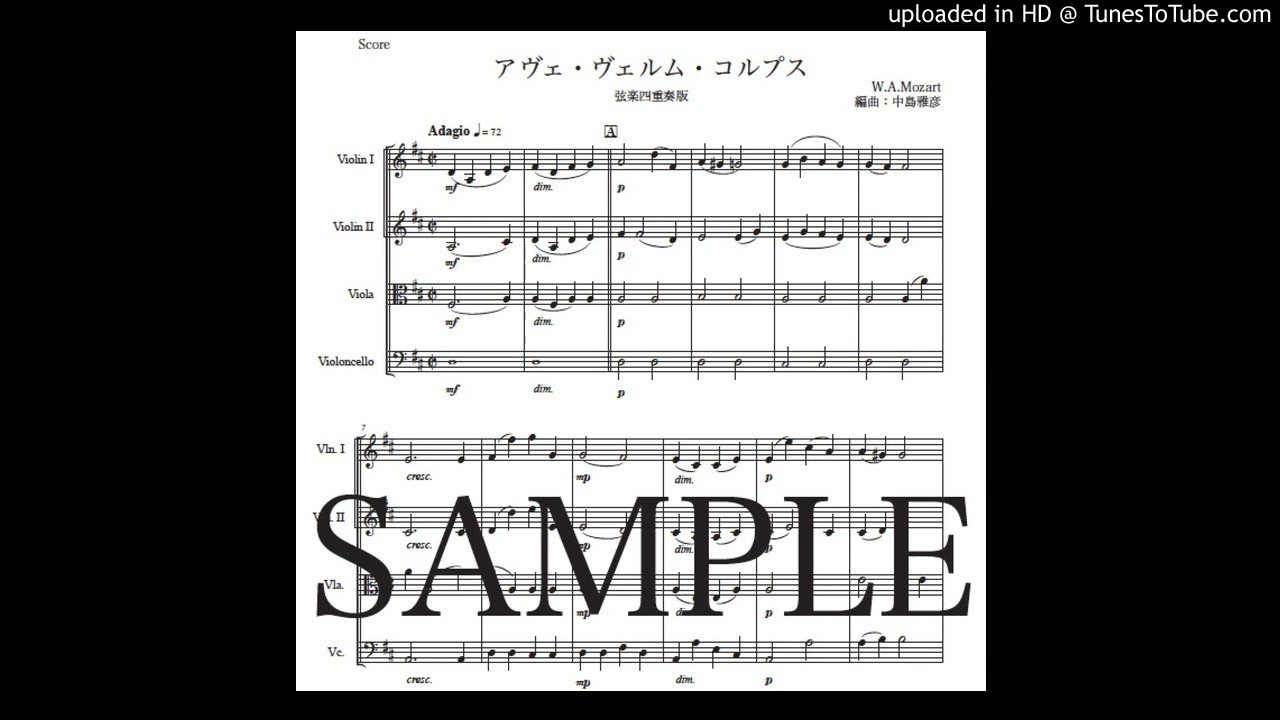 uploaded in HD @ TunesToTube.com
Score
アヴェ・ヴェルム・コルプス
弦楽四重奏版
W.A.Mozart
編曲：中島雅彦
Adagio ♩= 72
A
Violin I
mf dim. p
Violin II
mf dim. p
Viola
mf dim. p
Violoncello
mf dim. p
7
Vln. I
cresc. mp dim. p
II
cresc. mp dim. p
Vla.
mp dim. p
Vc.
cresc. mp dim. p
SAMPLE